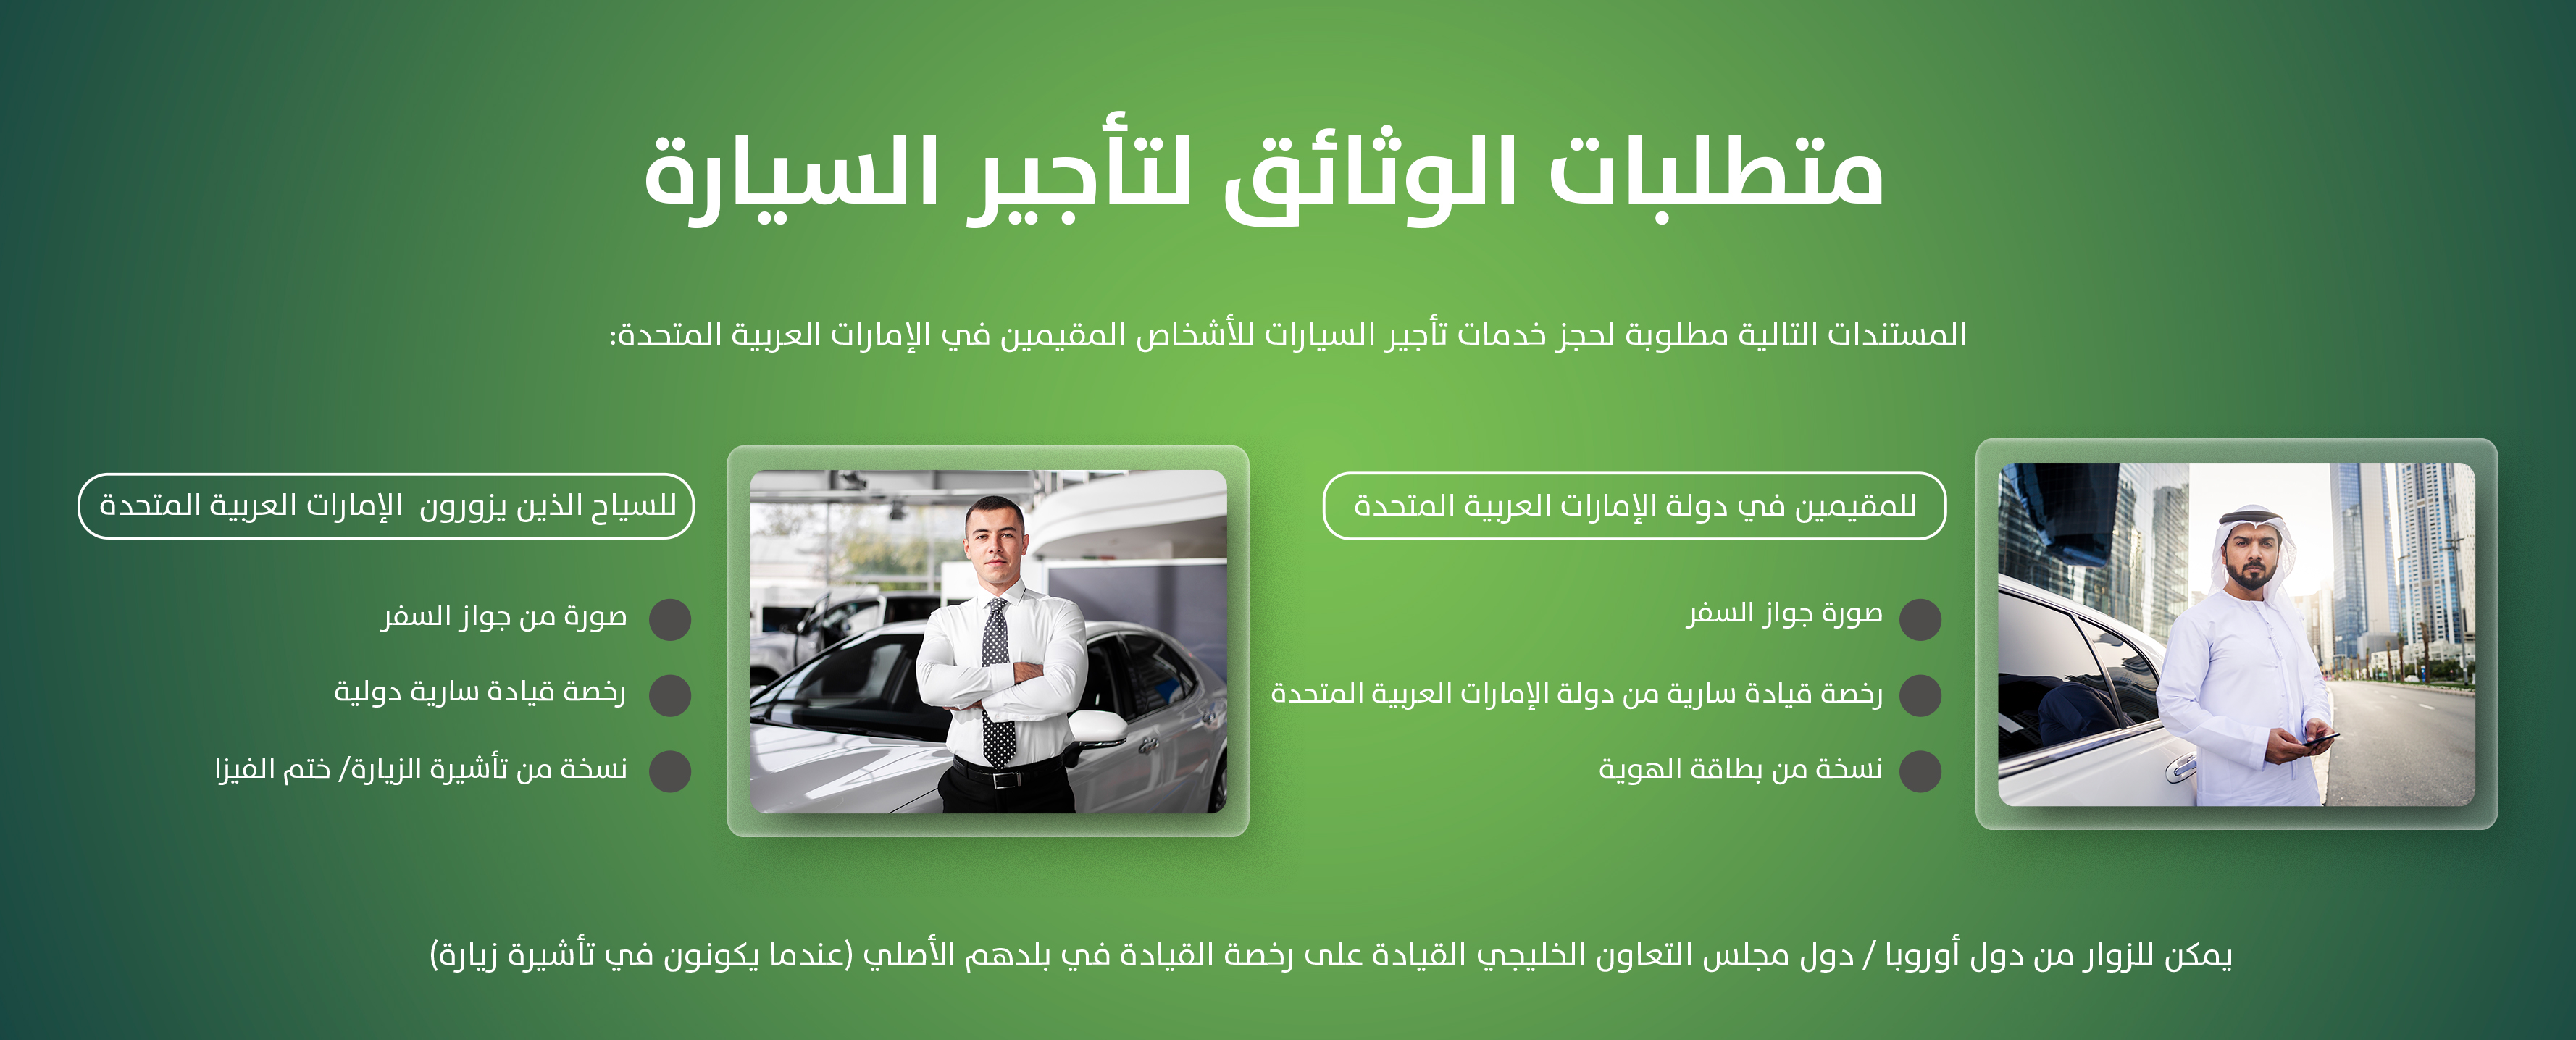 متطلبات الوثائق لتأجير السيارة
المستندات التالية مطلوبة لحجز خدمات تأجير السيارات للأشخاص المقيمين في الإمارات العربية المتحدة:
للمقيمين في دولة الإمارات العربية المتحدة
صورة جواز السفر
رخصة قيادة سارية من دولة الإمارات العربية المتحدة
نسخة من بطاقة الهوية
للسياح الذين يزورون الإمارات العربية المتحدة
صورة من جواز السفر
رخصة قيادة سارية دولية
نسخة من تأشيرة الزيارة/ ختم الفيزا
يمكن للزوار من دول أوروبا / دول مجلس التعاون الخليجي القيادة على رخصة القيادة في بلدهم الأصلي (عندما يكونون في تأشيرة زيارة)